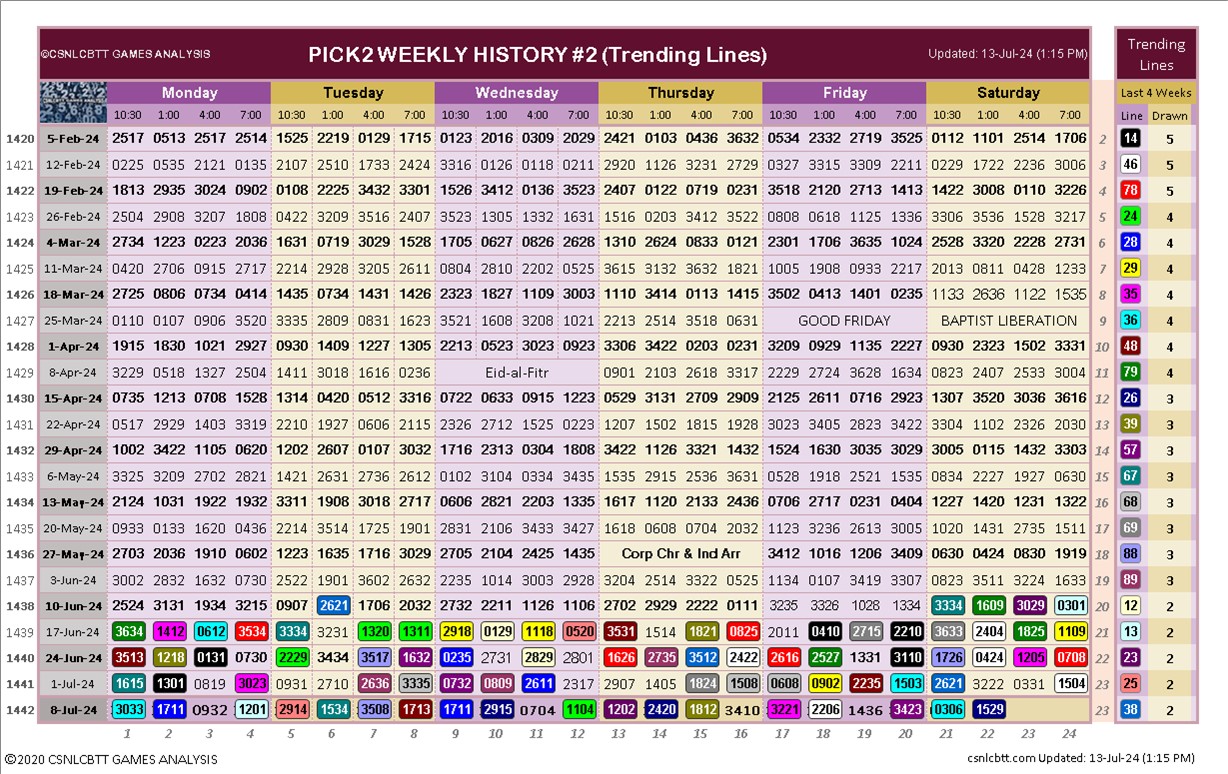 ©CSNLCBTT GAMES ANALYSIS PICK2 WEEKLY HISTORY #2 (Trending Lines) Updated: 13-Jul-24 (1:15 PM) Trending Lines
Monday Tuesday Wednesday Thursday Friday Saturday Last 4 Weeks
10:30 1:00 4:00 7:00 10:30 1:00 4:00 7:00 10:30 1:00 4:00 7:00 10:30 1:00 4:00 7:00 10:30 1:00 4:00 7:00 10:30 1:00 4:00 7:00 Line Drawn
1420 5-Feb-24 2517 0513 2517 2514 1525 2219 0129 1715 0123 2016 0309 2029 2421 0103 0436 3632 0534 2332 2719 3525 0112 1101 2514 1706 2 14 5
1421 12-Feb-24 0225 0535 2121 0135 2107 2510 1733 2424 3316 0126 0118 0211 2920 1126 3231 2729 0327 3315 3309 2211 0229 1722 2236 3006 3 46 5
1422 19-Feb-24 1813 2935 3024 0902 0108 2225 3432 3301 1526 3412 0136 3523 2407 0122 0719 0231 3518 2120 2713 1413 1422 3008 0110 3226 4 78 5
1423 26-Feb-24 2504 2908 3207 1808 0422 3209 3516 2407 3523 1305 1332 1631 1516 0203 3412 3522 0808 0618 1125 1336 3306 3536 1528 3217 5 24 4
1424 4-Mar-24 2734 1223 0223 2036 1631 0719 3029 1528 1705 0627 0826 2628 1310 2624 0833 0121 2301 1706 3635 1024 2528 3320 2228 2731 6 28 4
1425 11-Mar-24 0420 2706 0915 2717 2214 2928 3205 2611 0804 2810 2202 0525 3615 3132 3632 1821 1005 1908 0933 2217 2013 0811 0428 1233 7 29 4
1426 18-Mar-24 2725 0806 0734 0414 1435 0734 1431 1423 2323 1827 1109 3003 1110 3414 0113 1415 3502 0413 1461 0235 1133 2636 1122 1535 8 35 4
1427 25-Mar-24 0110 0107 0906 3520 3335 2809 0831 1623 3521 1608 3208 1021 2213 2514 3518 0631 GOOD FRIDAY BAPTIST LIBERATION 9 36 4
1428 1-Apr-24 1915 1830 1021 2927 0930 1409 1227 1305 2213 0523 3023 0923 3306 3422 0203 0231 3209 0929 1135 2227 0930 2323 1502 3331 10 48 4
1429 8-Apr-24 3229 0518 1327 2504 1411 3018 1616 0236 Eid-al-Fitr 0901 2103 2618 3317 2229 2724 3628 1634 0823 2407 2533 3004 11 79 4
1430 15-Apr-24 0735 1213 0708 1528 1314 0420 0512 3316 0722 0633 0915 1223 0529 3131 2709 2909 2125 2611 0716 2923 1307 3520 3036 3616 12 26 3
1431 22-Apr-24 0517 2929 1403 3319 2210 1927 0606 2115 2326 2712 1525 0223 1207 1502 1815 1928 3023 3405 2823 3422 3304 1102 2326 2030 13 39 3
1432 29-Apr-24 1002 3422 1105 0620 1202 2607 0107 3032 1716 2313 0304 1808 3422 1126 3321 1432 1524 1630 3535 3029 3005 0115 1432 3303 14 57 3
1433 6-May-24 3325 3209 2702 2821 1421 2631 2736 2616 0102 3104 0334 3435 1535 2915 2536 3631 0528 1918 2521 1535 0834 2227 1927 0630 15 67 3
1434 13-May-24 2124 1031 1922 1932 3311 1908 3018 2717 0606 2821 2203 1335 1617 1120 2133 2436 0706 2717 0231 0404 1227 1420 1231 1322 16 68 3
1435 20-May-24 0933 0133 1620 0436 2214 3514 1725 1901 2831 2106 3433 3427 1618 0608 0704 2032 1123 3236 2613 3005 1020 1431 2735 1511 17 69 3
1436 27-May-24 2703 2036 1910 0602 1223 1635 1716 3029 2705 2104 2425 1435 Corp Chr & Ind Arr 3412 1016 1206 3409 0630 0424 0830 1919 18 88 3
1437 3-Jun-24 3002 2832 1632 0730 2522 1901 3602 2632 2235 1014 3003 2928 3204 2514 3322 0525 1134 0107 3419 3307 0823 3511 3224 1633 19 89 3
1438 10-Jun-24 2524 3131 1934 3215 0907 2621 1706 2032 2732 2211 1126 1106 2702 2929 2222 0111 3235 3326 1028 1334 3334 1609 3029 0301 20 12 2
1439 17-Jun-24 3634 1412 0612 3534 3334 3231 1320 1311 2918 0129 1118 0520 3531 1514 1821 0825 2011 0410 2715 2210 3633 2404 1825 1109 21 13 2
1440 24-Jun-24 3513 1218 0131 0730 2229 3434 3517 1632 0235 2731 2829 2801 1626 2735 3512 2422 2616 2527 1331 3110 1726 0424 1205 0708 22 23 2
1441 1-Jul-24 1615 1301 0819 3023 0931 2710 2636 3335 0732 0809 2611 2317 2907 1405 1824 1508 0608 0902 2235 1503 2621 3222 0331 1504 23 25 2
1442 8-Jul-24 3033 1711 0932 1201 2914 1534 3508 1713 1711 2915 0704 1104 1202 2420 1812 3410 3221 2206 1436 3423 0306 1529 23 38 2
1 2 3 4 5 6 7 8 9 10 11 12 13 14 15 16 17 18 19 20 21 22 23 24
©2020 CSNLCBTT GAMES ANALYSIS csnlcbtt.com Updated: 13-Jul-24 (1:15 PM)